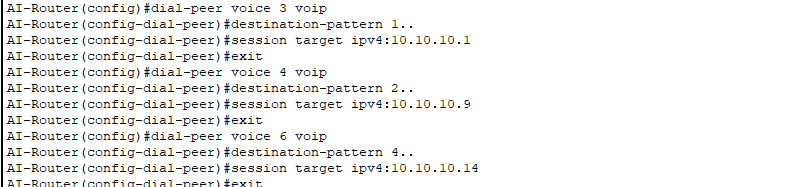 AI-Router(config)#dial-peer voice 3 voip
AI-Router(config-dial-peer)#destination-pattern 1..
AI-Router(config-dial-peer)#session target ipv4:10.10.10.1
AI-Router(config-dial-peer)#exit
AI-Router(config)#dial-peer voice 4 voip
AI-Router(config-dial-peer)#destination-pattern 2..
AI-Router(config-dial-peer)#session target ipv4:10.10.10.9
AI-Router(config-dial-peer)#exit
AI-Router(config)#dial-peer voice 6 voip
AI-Router(config-dial-peer)#destination-pattern 4..
AI-Router(config-dial-peer)#session target ipv4:10.10.10.14
AI-Router(config-dial-peer)#exit